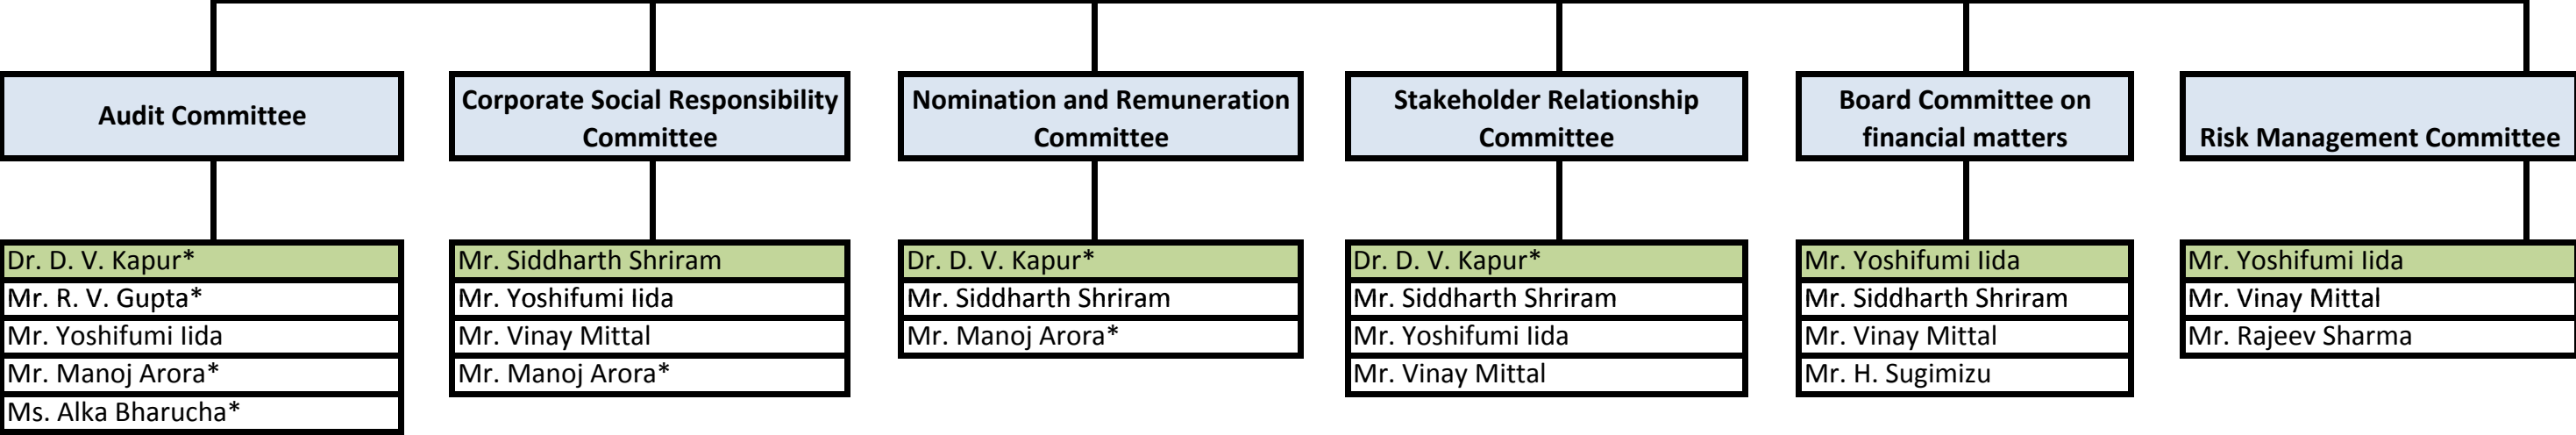 Audit Committee
Corporate Social Responsibility
Committee
Nomination and Remuneration
Committee
Stakeholder Relationship
Committee
Board Committee on
financial matters
Risk Management Committee
Dr. D. V. Kapur*
Mr. R. V. Gupta*
Mr. Yoshifumi Iida
Mr. Manoj Arora*
Ms. Alka Bharucha*
Mr. Siddharth Shriram
Mr. Yoshifumi Iida
Mr. Vinay Mittal
Mr. Manoj Arora*
Dr. D. V. Kapur*
Mr. Siddharth Shriram
Mr. Manoj Arora*
Dr. D. V. Kapur*
Mr. Siddharth Shriram
Mr. Yoshifumi Iida
Mr. Vinay Mittal
Mr. Yoshifumi Iida
Mr. Siddharth Shriram
Mr. Vinay Mittal
Mr. H. Sugimizu
Mr. Yoshifumi Iida
Mr. Vinay Mittal
Mr. Rajeev Sharma